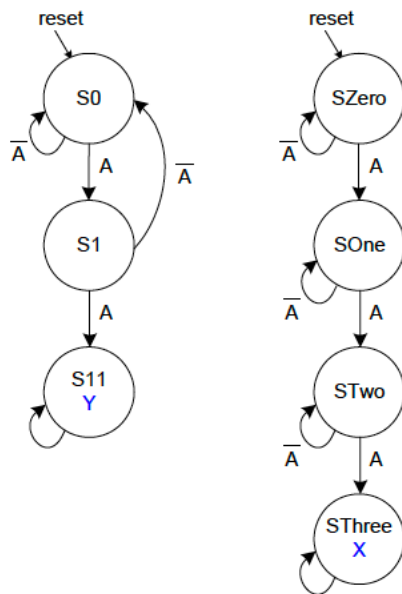 reset
S0
A̅
A
A̅
S1
A
S11
Y
reset
SZero
A̅
A
SOne
A̅
A
STwo
A̅
A
SThree
X